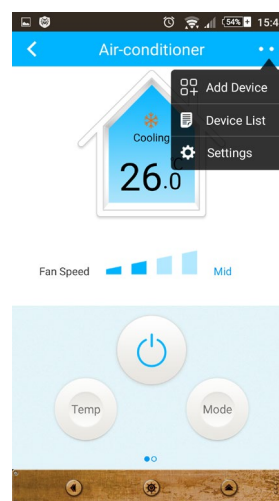 54% 15:4
Air-conditioner
Add Device
Device List
Settings
Cooling
26.0
°C
Fan Speed
Mid
Temp
Mode